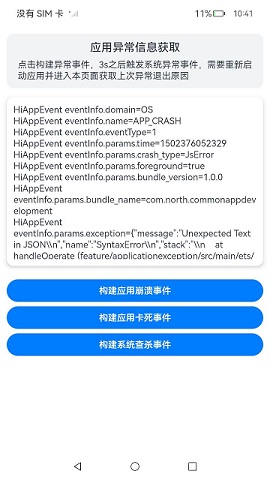 没有 SIM 卡
11%
10:41
应用异常信息获取
点击构建异常事件，3s之后触发系统异常事件，需要重新启
动应用并进入本页面获取上次异常退出原因
HiAppEvent eventInfo.domain=OS
HiAppEvent eventInfo.name=APP_CRASH
HiAppEvent eventInfo.eventType=1
HiAppEvent eventInfo.params.time=1502376052329
HiAppEvent eventInfo.params.crash_type=JsError
HiAppEvent eventInfo.params.foreground=true
HiAppEvent eventInfo.params.bundle_version=1.0.0
HiAppEvent
eventInfo.params.bundle_name=com.north.commonappdev
elopment
HiAppEvent
eventInfo.params.exception={"message":"Unexpected Text
in JSON\\n","name":"SyntaxError\\n","stack":"\\n    at
handleOperate (feature/applicationexception/src/main/ets/
构建应用崩溃事件
构建应用卡死事件
构建系统查杀事件